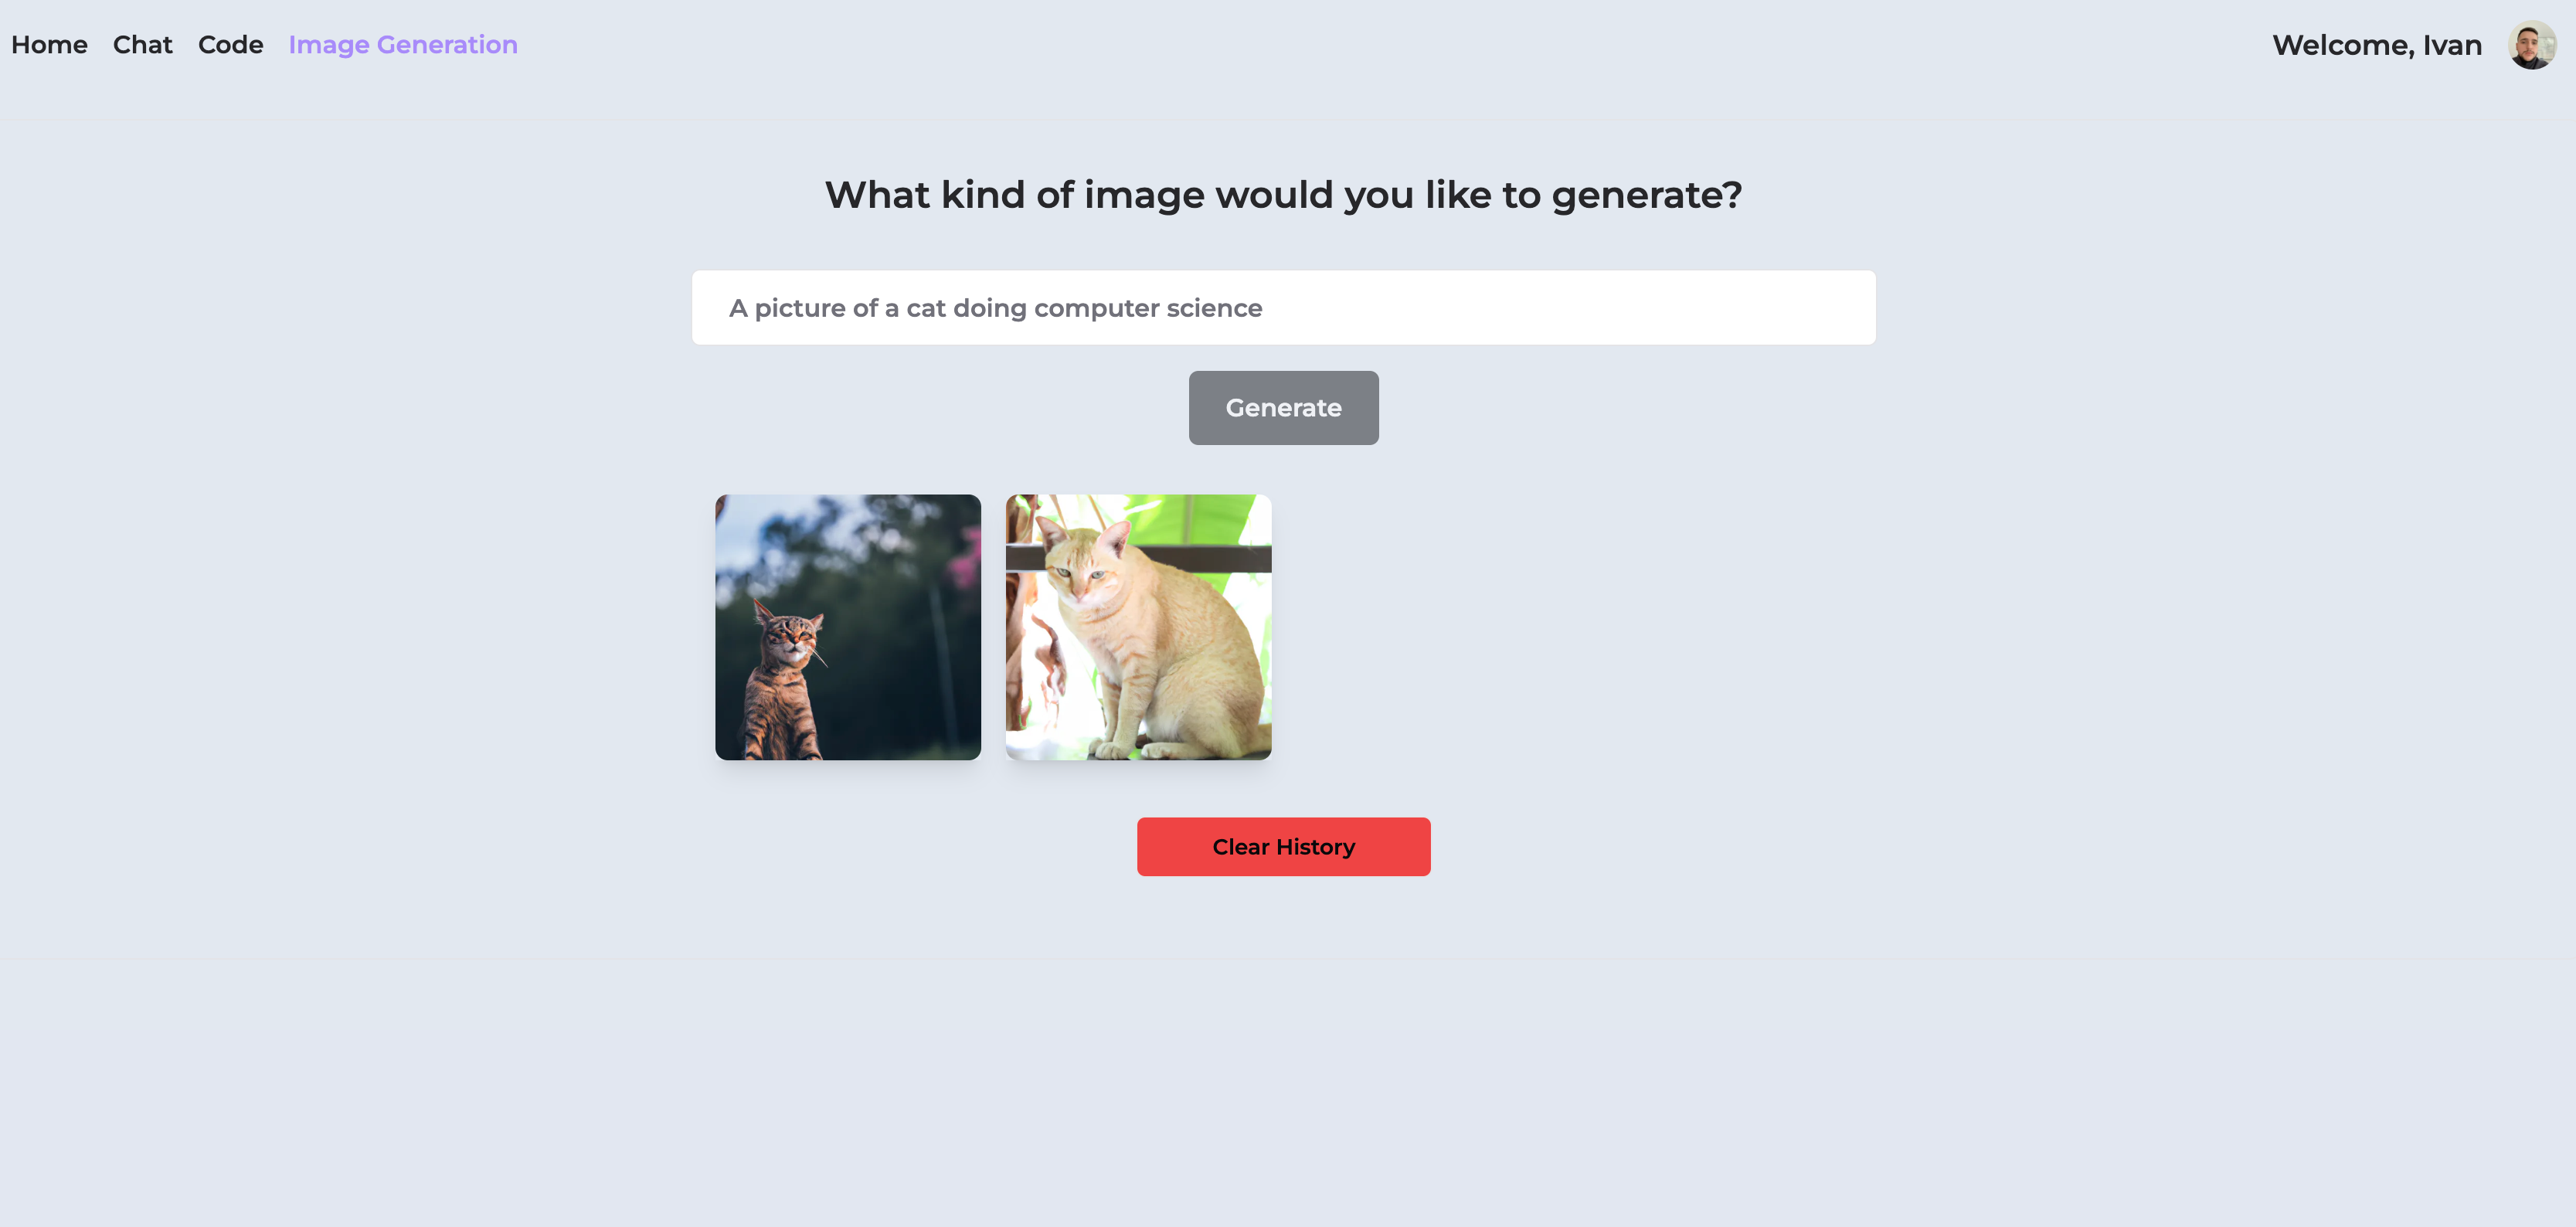 Home Chat Code Image Generation Welcome, Ivan
What kind of image would you like to generate?
A picture of a cat doing computer science
Generate
Clear History